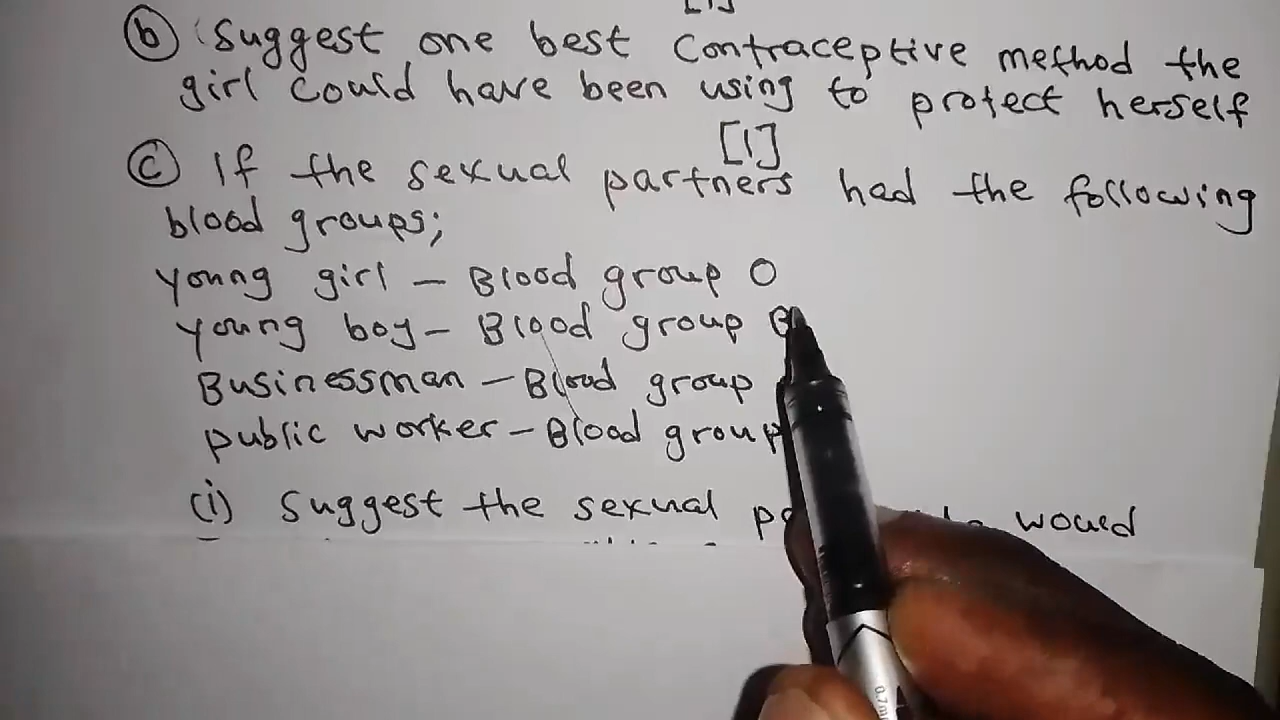 [1]
(b) Suggest one best contraceptive method the
girl could have been using to protect herself
[1]
(c) If the sexual partners had the following
blood groups;
Young girl – Blood group O
Young boy – Blood group B
Businessman – Blood group
public worker – Blood group
(i) Suggest the sexual would